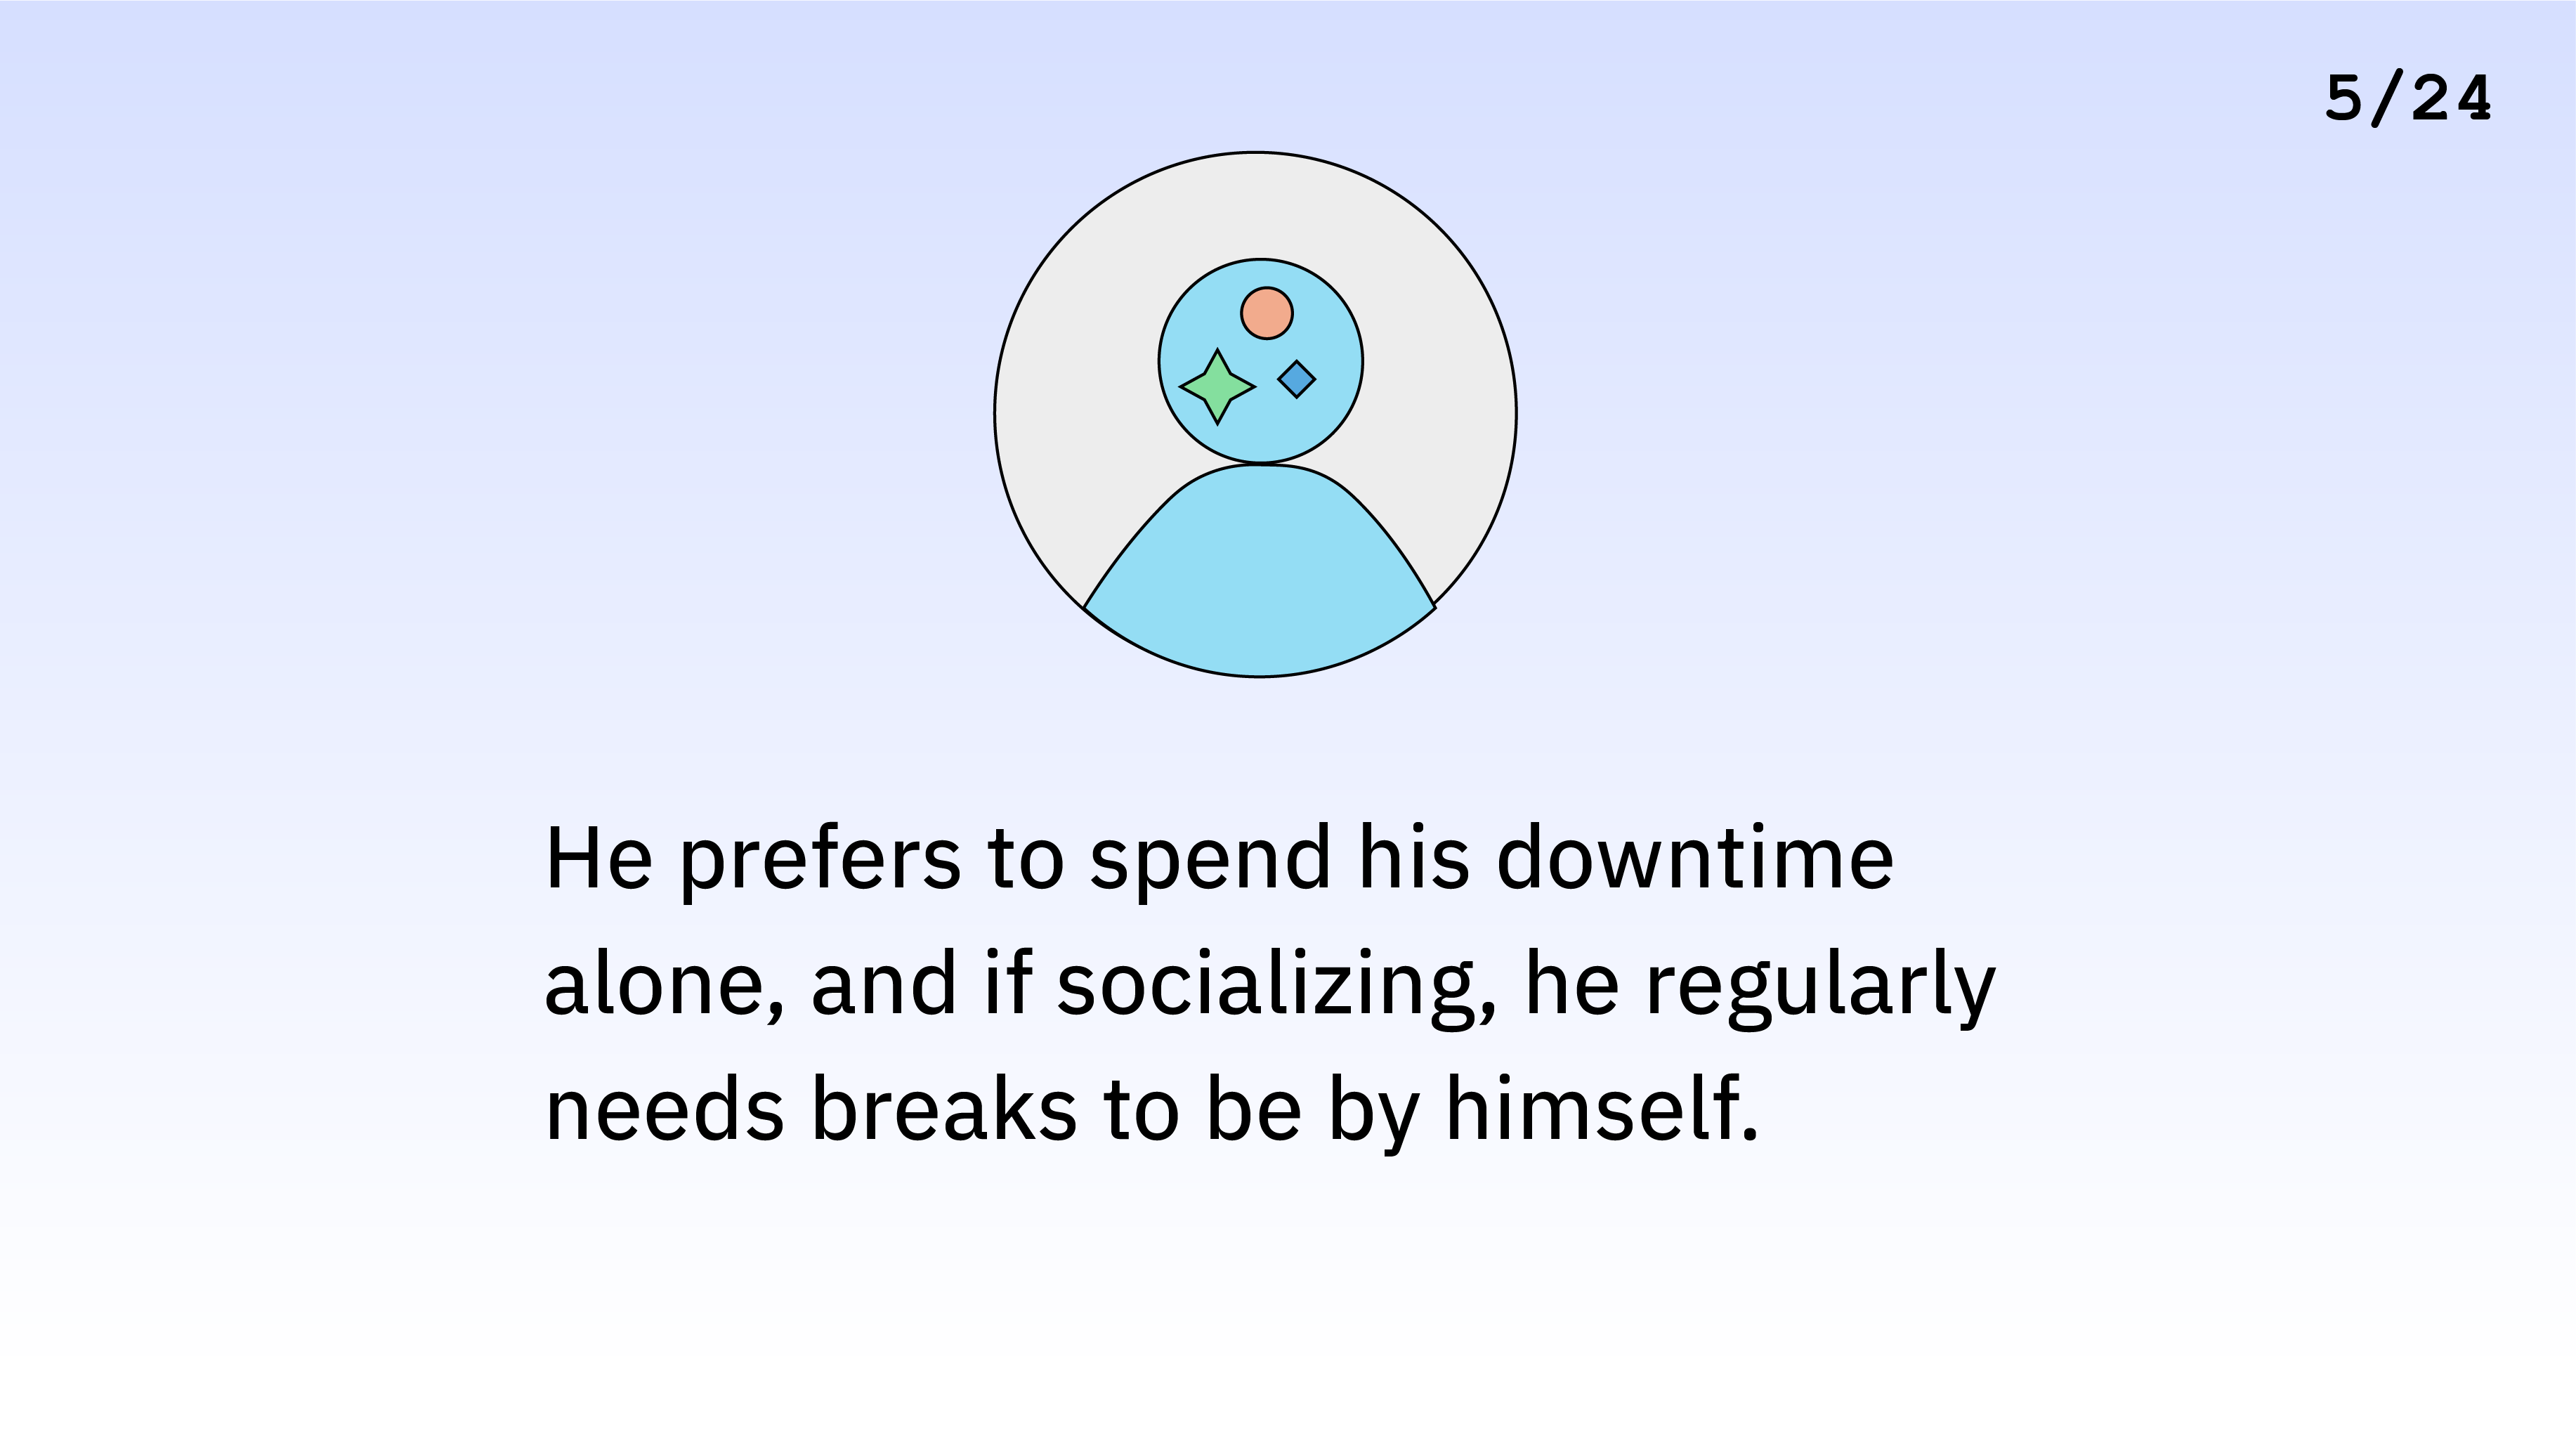 5/24
He prefers to spend his downtime
alone, and if socializing, he regularly
needs breaks to be by himself.